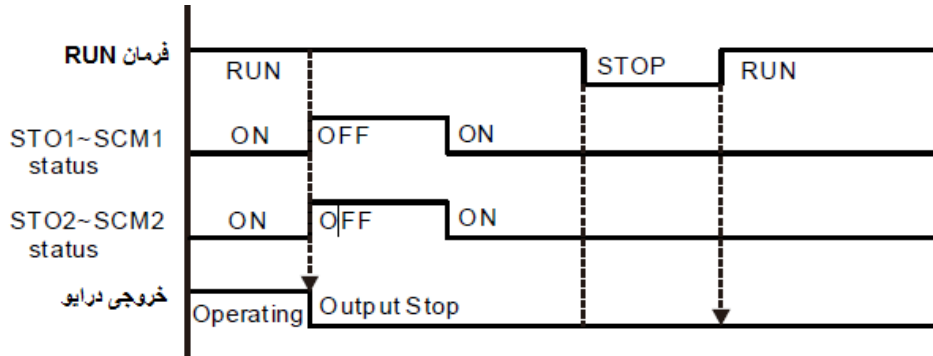 فرمان RUN
RUN
STOP
RUN
STO1~SCM1
status
ON
OFF
ON
STO2~SCM2
status
ON
OFF
ON
خروجی درایو
Operating
Output Stop